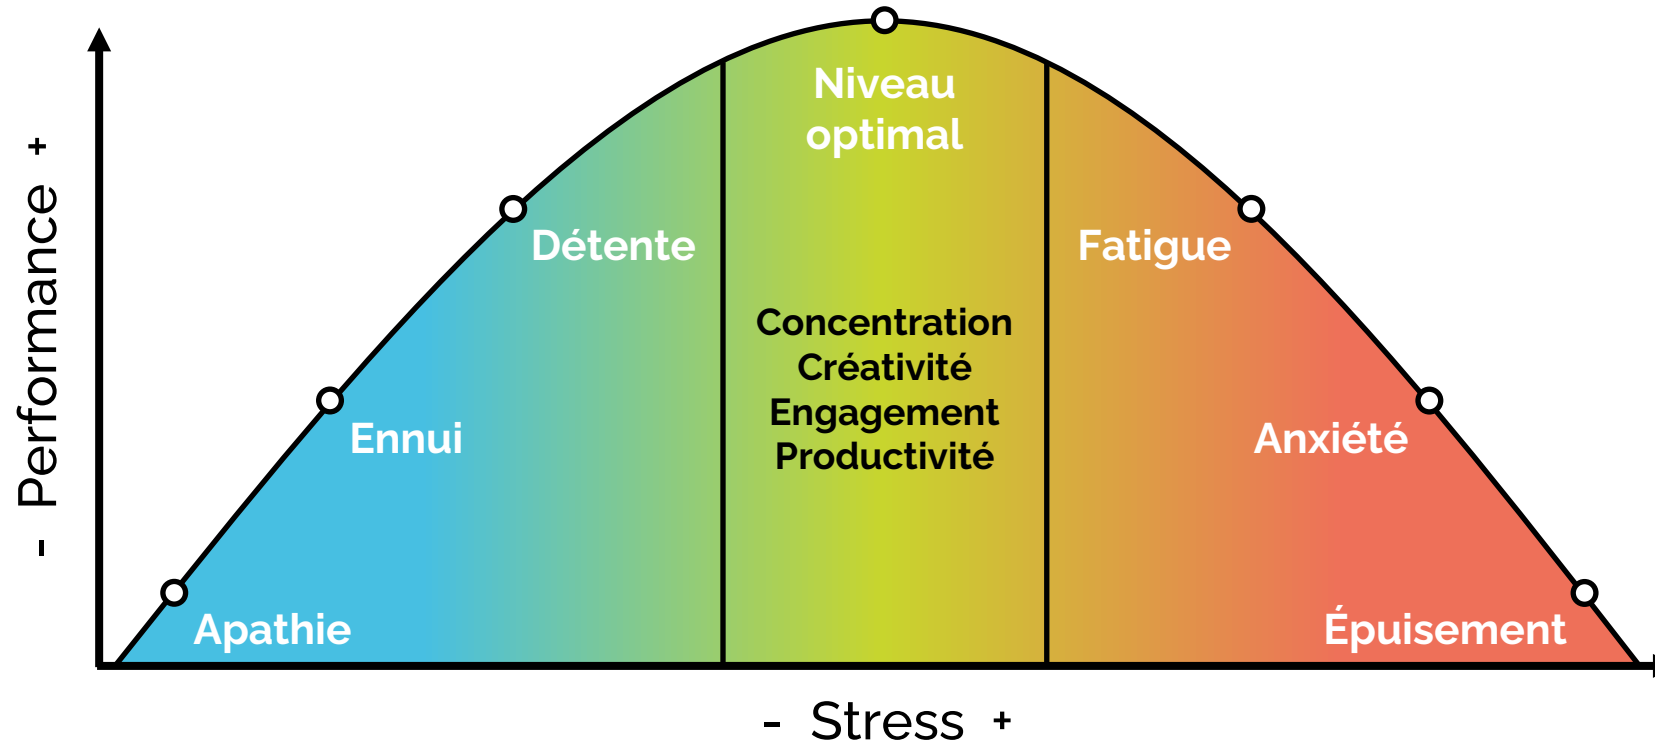 Niveau
optimal
Détente
Fatigue
Concentration
Créativité
Engagement
Productivité
Ennui
Anxiété
Apathie
Épuisement
- Performance +
- Stress +